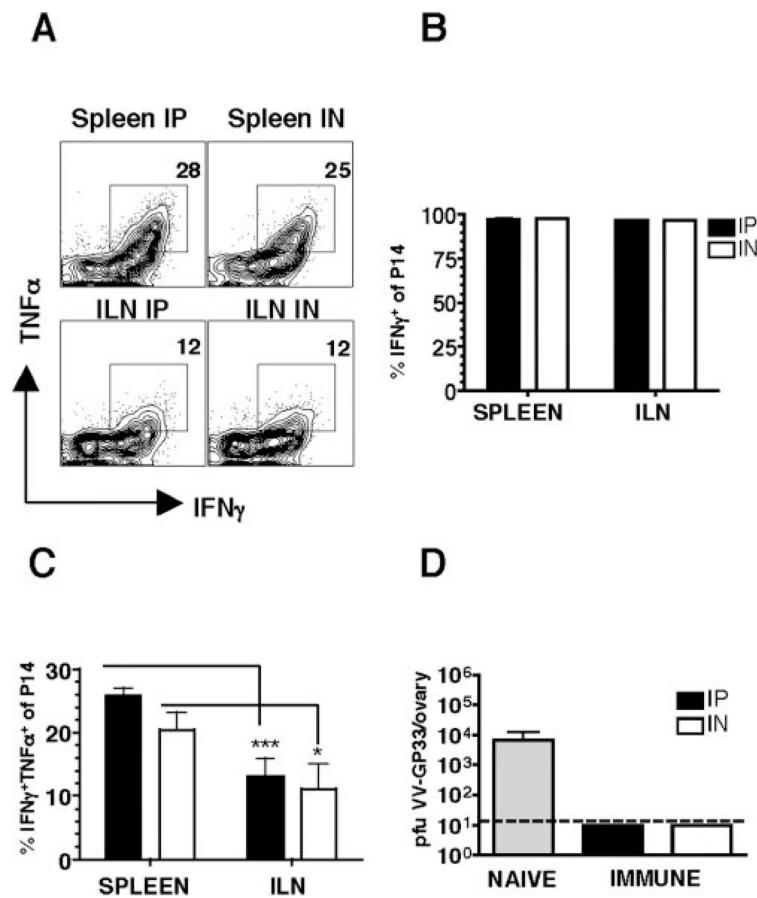 A
Spleen IP
Spleen IN
28
25
ILN IP
ILN IN
12
12
TNFα
IFNγ
B
% IFNγ⁺ of P14
100
75
50
25
0
SPLEEN
ILN
IP
IN
C
% IFNγ⁺TNFα⁺ of P14
30
20
10
0
***
*
SPLEEN
ILN
D
pfu VV-GP33/ovary
10⁶
10⁵
10⁴
10³
10²
10¹
10⁰
NAIVE
IMMUNE
IP
IN